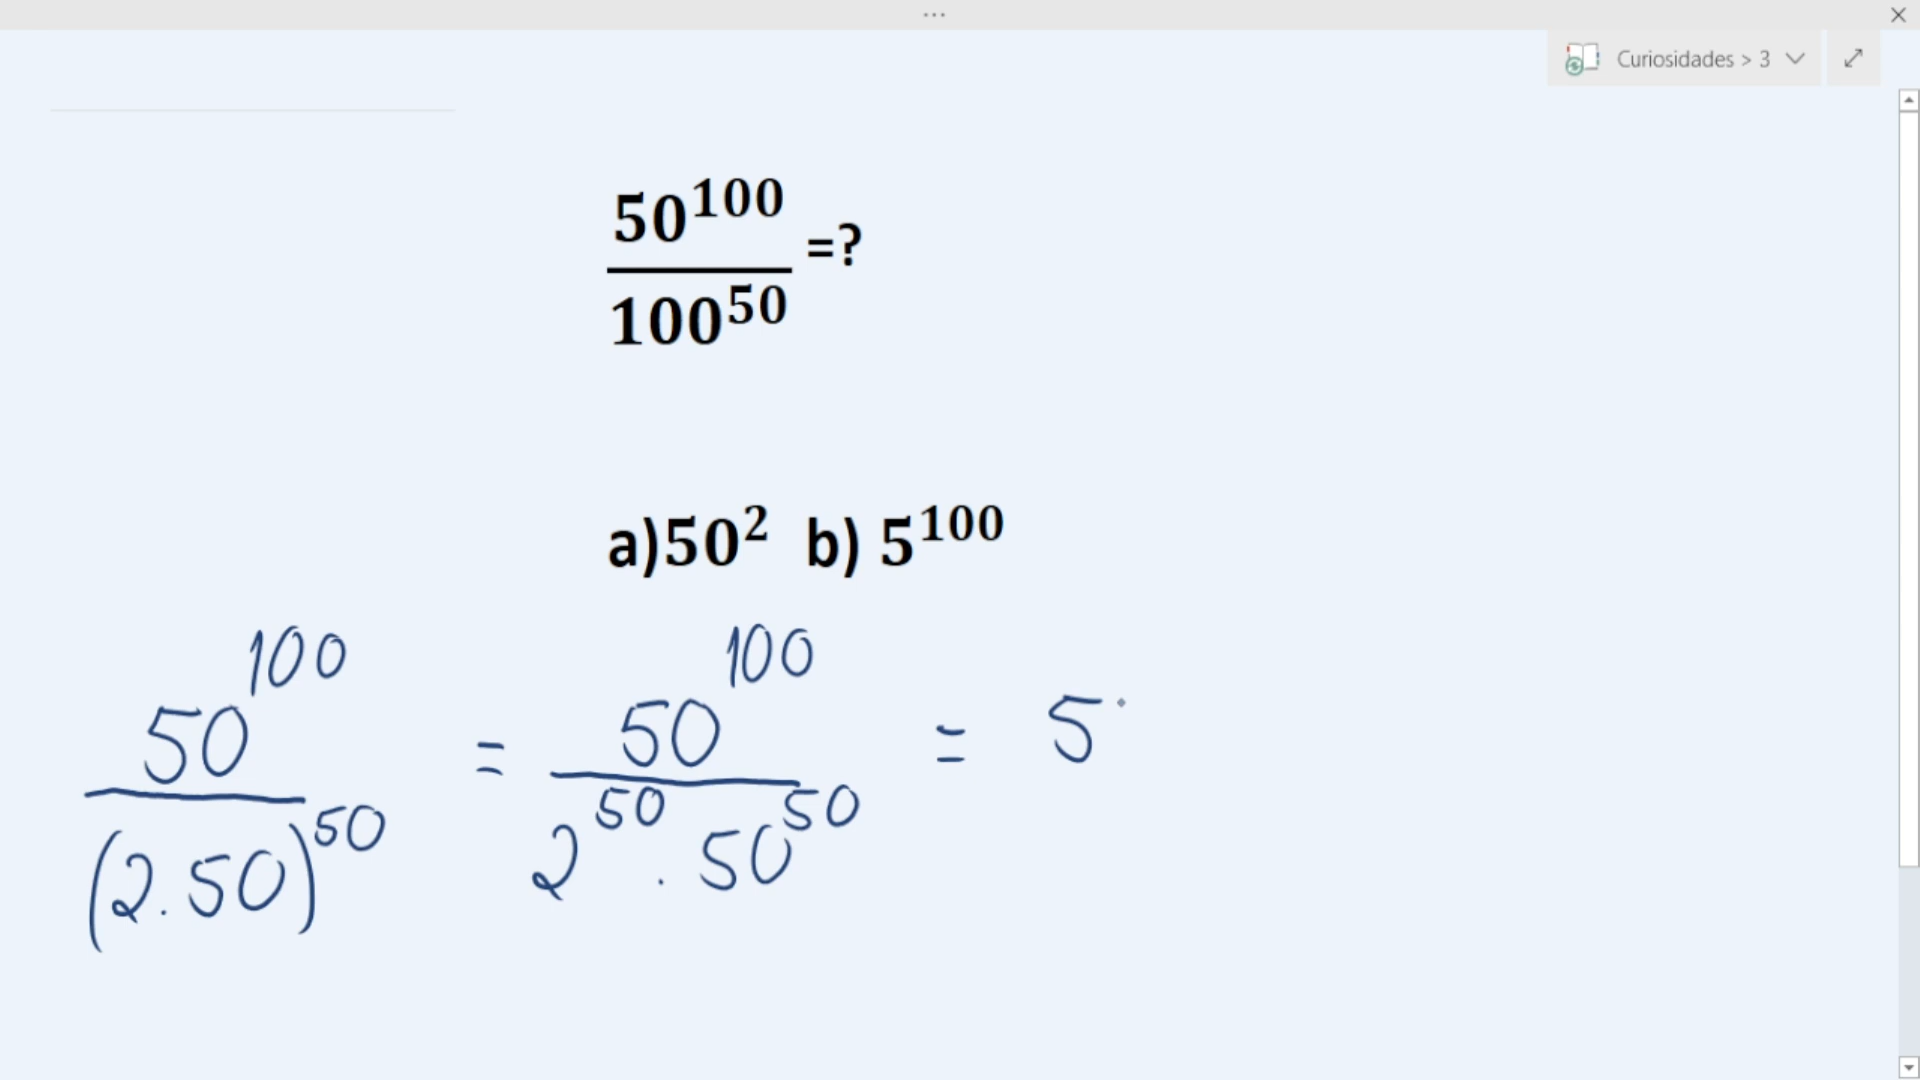 Curiosidades > 3
50^100
=?
100^50
a)50^2 b) 5^100
50^100 / (2.50)^50 = 50^100 / 2^50 . 50^50 = 5